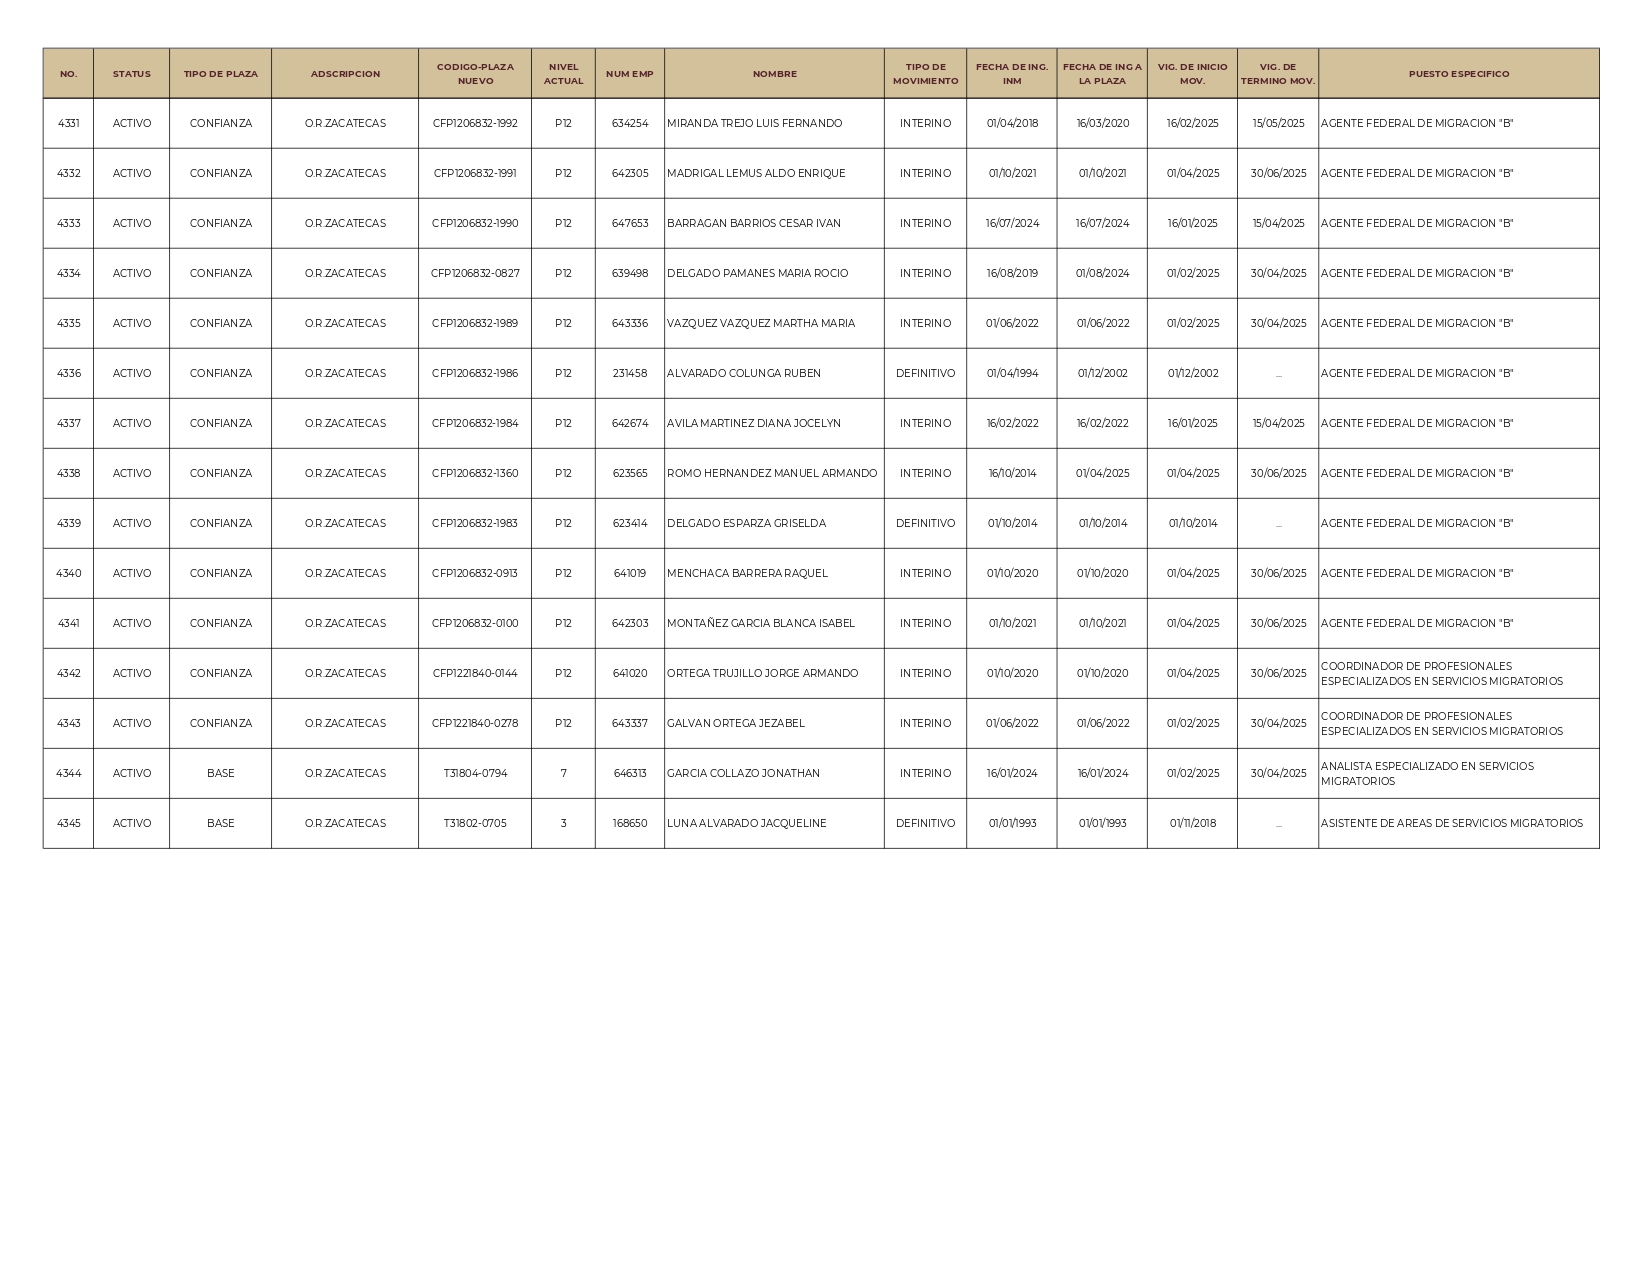 NO. STATUS TIPO DE PLAZA ADSCRIPCION CODIGO-PLAZA NUEVO NIVEL ACTUAL NUM EMP NOMBRE TIPO DE MOVIMIENTO FECHA DE ING. INM FECHA DE ING A LA PLAZA VIG. DE INICIO MOV. VIG. DE TERMINO MOV. PUESTO ESPECIFICO
4331 ACTIVO CONFIANZA O.R.ZACATECAS CFP1206832-1992 P12 634254 MIRANDA TREJO LUIS FERNANDO INTERINO 01/04/2018 16/03/2020 16/02/2025 15/05/2025 AGENTE FEDERAL DE MIGRACION "B"
4332 ACTIVO CONFIANZA O.R.ZACATECAS CFP1206832-1991 P12 642305 MADRIGAL LEMUS ALDO ENRIQUE INTERINO 01/10/2021 01/10/2021 01/04/2025 30/06/2025 AGENTE FEDERAL DE MIGRACION "B"
4333 ACTIVO CONFIANZA O.R.ZACATECAS CFP1206832-1990 P12 647653 BARRAGAN BARRIOS CESAR IVAN INTERINO 16/07/2024 16/07/2024 16/01/2025 15/04/2025 AGENTE FEDERAL DE MIGRACION "B"
4334 ACTIVO CONFIANZA O.R.ZACATECAS CFP1206832-0827 P12 639498 DELGADO PAMANES MARIA ROCIO INTERINO 16/08/2019 01/08/2024 01/02/2025 30/04/2025 AGENTE FEDERAL DE MIGRACION "B"
4335 ACTIVO CONFIANZA O.R.ZACATECAS CFP1206832-1989 P12 643336 VAZQUEZ VAZQUEZ MARTHA MARIA INTERINO 01/06/2022 01/06/2022 01/02/2025 30/04/2025 AGENTE FEDERAL DE MIGRACION "B"
4336 ACTIVO CONFIANZA O.R.ZACATECAS CFP1206832-1986 P12 231458 ALVARADO COLUNGA RUBEN DEFINITIVO 01/04/1994 01/12/2002 01/12/2002 ... AGENTE FEDERAL DE MIGRACION "B"
4337 ACTIVO CONFIANZA O.R.ZACATECAS CFP1206832-1984 P12 642674 AVILA MARTINEZ DIANA JOCELYN INTERINO 16/02/2022 16/02/2022 16/01/2025 15/04/2025 AGENTE FEDERAL DE MIGRACION "B"
4338 ACTIVO CONFIANZA O.R.ZACATECAS CFP1206832-1360 P12 623565 ROMO HERNANDEZ MANUEL ARMANDO INTERINO 16/10/2014 01/04/2025 01/04/2025 30/06/2025 AGENTE FEDERAL DE MIGRACION "B"
4339 ACTIVO CONFIANZA O.R.ZACATECAS CFP1206832-1983 P12 623414 DELGADO ESPARZA GRISELDA DEFINITIVO 01/10/2014 01/10/2014 01/10/2014 ... AGENTE FEDERAL DE MIGRACION "B"
4340 ACTIVO CONFIANZA O.R.ZACATECAS CFP1206832-0913 P12 641019 MENCHACA BARRERA RAQUEL INTERINO 01/10/2020 01/10/2020 01/04/2025 30/06/2025 AGENTE FEDERAL DE MIGRACION "B"
4341 ACTIVO CONFIANZA O.R.ZACATECAS CFP1206832-0100 P12 642303 MONTAÑEZ GARCIA BLANCA ISABEL INTERINO 01/10/2021 01/10/2021 01/04/2025 30/06/2025 AGENTE FEDERAL DE MIGRACION "B"
4342 ACTIVO CONFIANZA O.R.ZACATECAS CFP1221840-0144 P12 641020 ORTEGA TRUJILLO JORGE ARMANDO INTERINO 01/10/2020 01/10/2020 01/04/2025 30/06/2025 COORDINADOR DE PROFESIONALES ESPECIALIZADOS EN SERVICIOS MIGRATORIOS
4343 ACTIVO CONFIANZA O.R.ZACATECAS CFP1221840-0278 P12 643337 GALVAN ORTEGA JEZABEL INTERINO 01/06/2022 01/06/2022 01/02/2025 30/04/2025 COORDINADOR DE PROFESIONALES ESPECIALIZADOS EN SERVICIOS MIGRATORIOS
4344 ACTIVO BASE O.R.ZACATECAS T31804-0794 7 646313 GARCIA COLLAZO JONATHAN INTERINO 16/01/2024 16/01/2024 01/02/2025 30/04/2025 ANALISTA ESPECIALIZADO EN SERVICIOS MIGRATORIOS
4345 ACTIVO BASE O.R.ZACATECAS T31802-0705 3 168650 LUNA ALVARADO JACQUELINE DEFINITIVO 01/01/1993 01/01/1993 01/11/2018 ... ASISTENTE DE AREAS DE SERVICIOS MIGRATORIOS